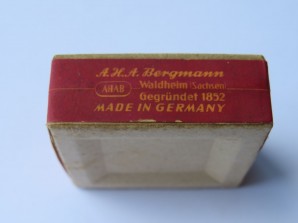 A.H.A. Bergmann
AHAB Waldheim (Sachsen)
Gegründet 1852
MADE IN GERMANY